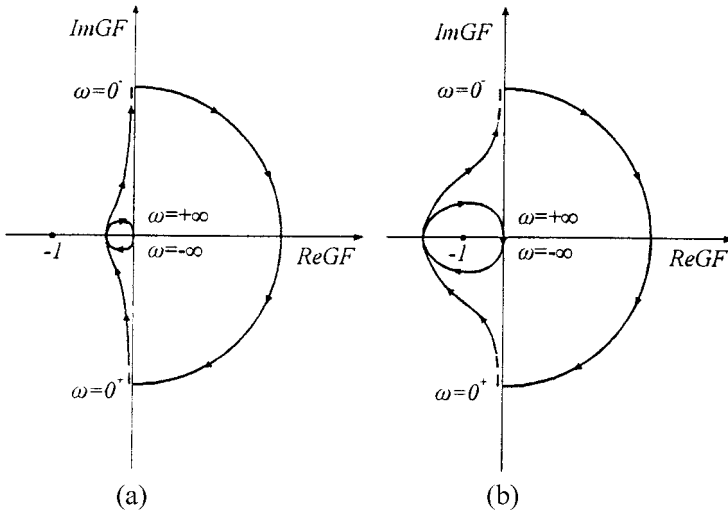 ImGF
ω=0⁻
ω=+∞
-1
ω=-∞
ReGF
ω=0⁺
(a)
ImGF
ω=0⁻
ω=+∞
-1
ω=-∞
ReGF
ω=0⁺
(b)